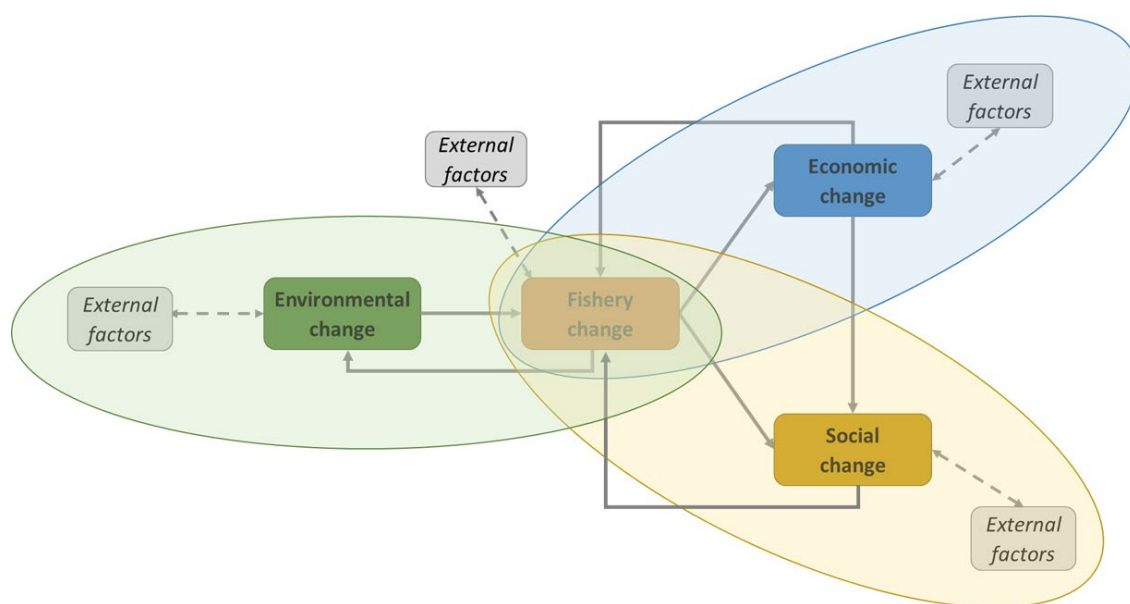 External
factors
External
factors
Economic
change
External
factors
Environmental
change
Fishery
change
Social
change
External
factors